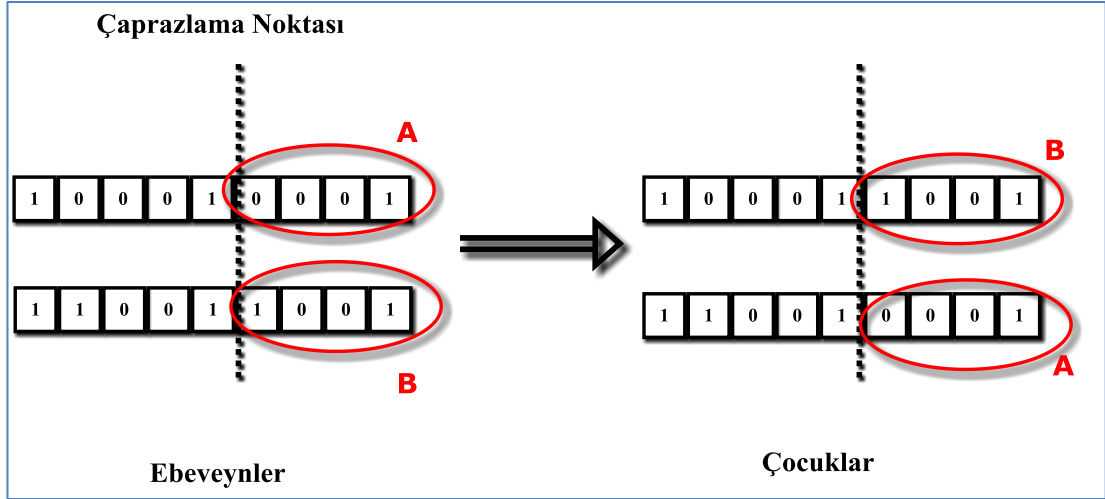 Çaprazlama Noktası
A
B
1 0 0 0 1 0 0 0 1
1 0 0 0 1 1 0 0 1
1 1 0 0 1 1 0 0 1
1 1 0 0 1 0 0 0 1
B
A
Ebeveynler
Çocuklar